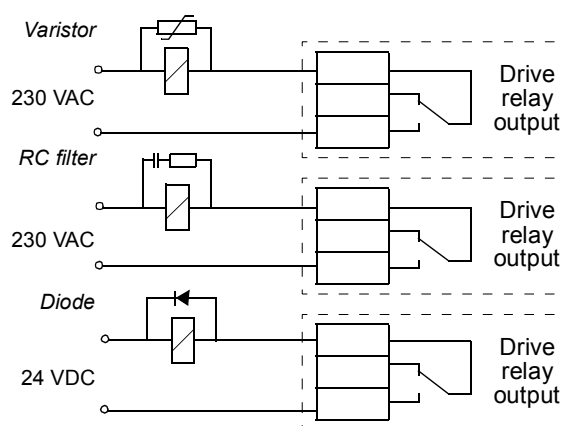 Varistor
230 VAC
Drive
relay
output
RC filter
230 VAC
Drive
relay
output
Diode
24 VDC
Drive
relay
output